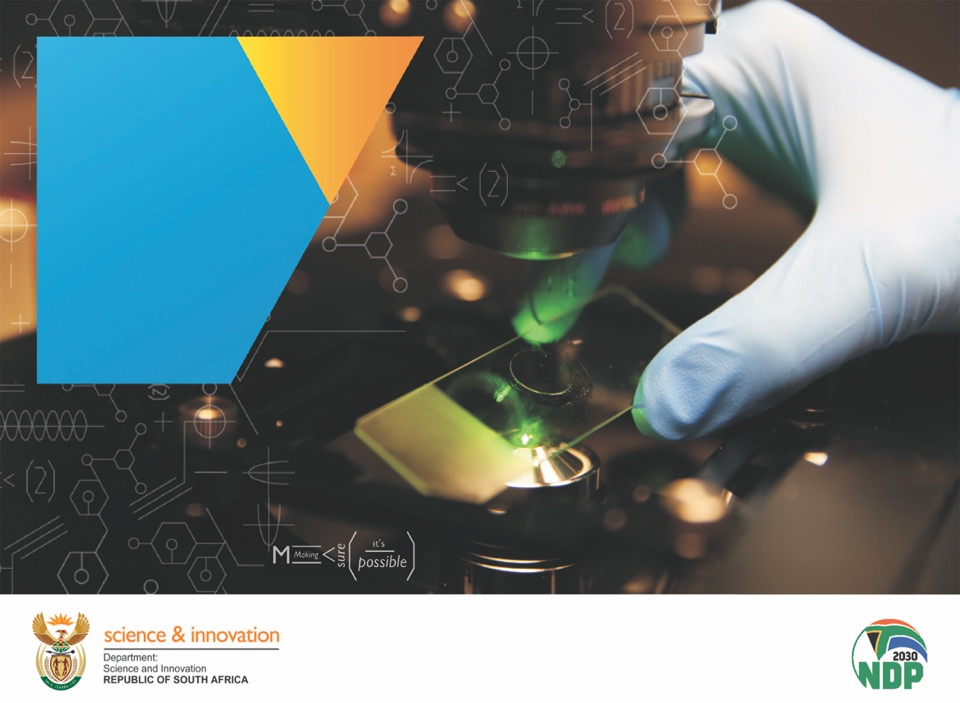 M Making sure it's possible
science & innovation
Department:
Science and Innovation
REPUBLIC OF SOUTH AFRICA
2030
NDP